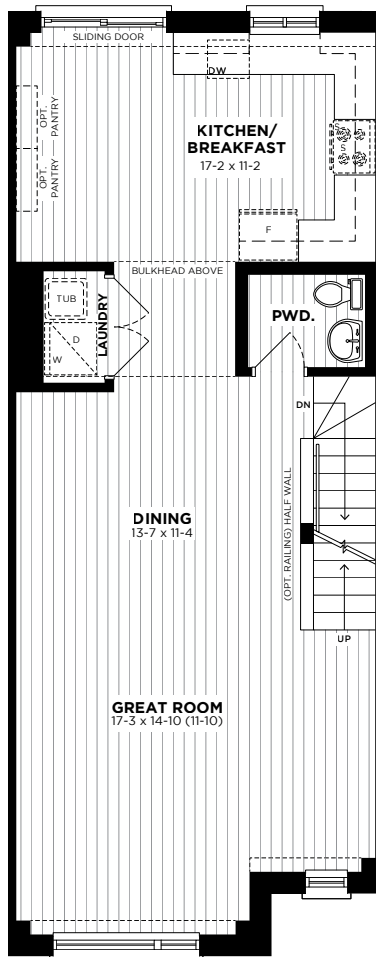 SLIDING DOOR
DW
OPT.
PANTRY
OPT.
PANTRY
KITCHEN/
BREAKFAST
17-2 x 11-2
S
S
F
BULKHEAD ABOVE
TUB
LAUNDRY
D
W
PWD.
DN
(OPT. RAILING) HALF WALL
DINING
13-7 x 11-4
UP
GREAT ROOM
17-3 x 14-10 (11-10)